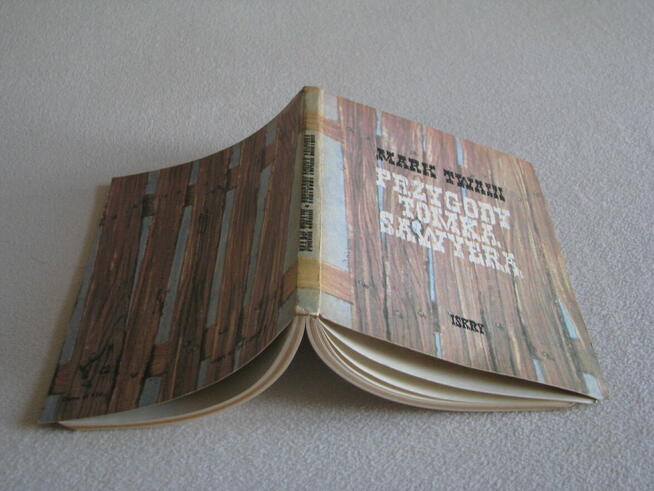 MARK TWAIN
PRZYGODY
TOMKA
SAWYERA
ISKRY